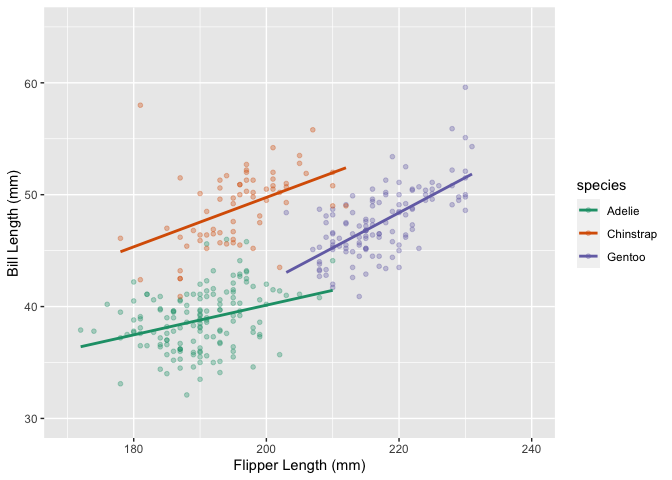 60
50
40
30
Bill Length (mm)
180 200 220 240
Flipper Length (mm)
species
Adelie
Chinstrap
Gentoo